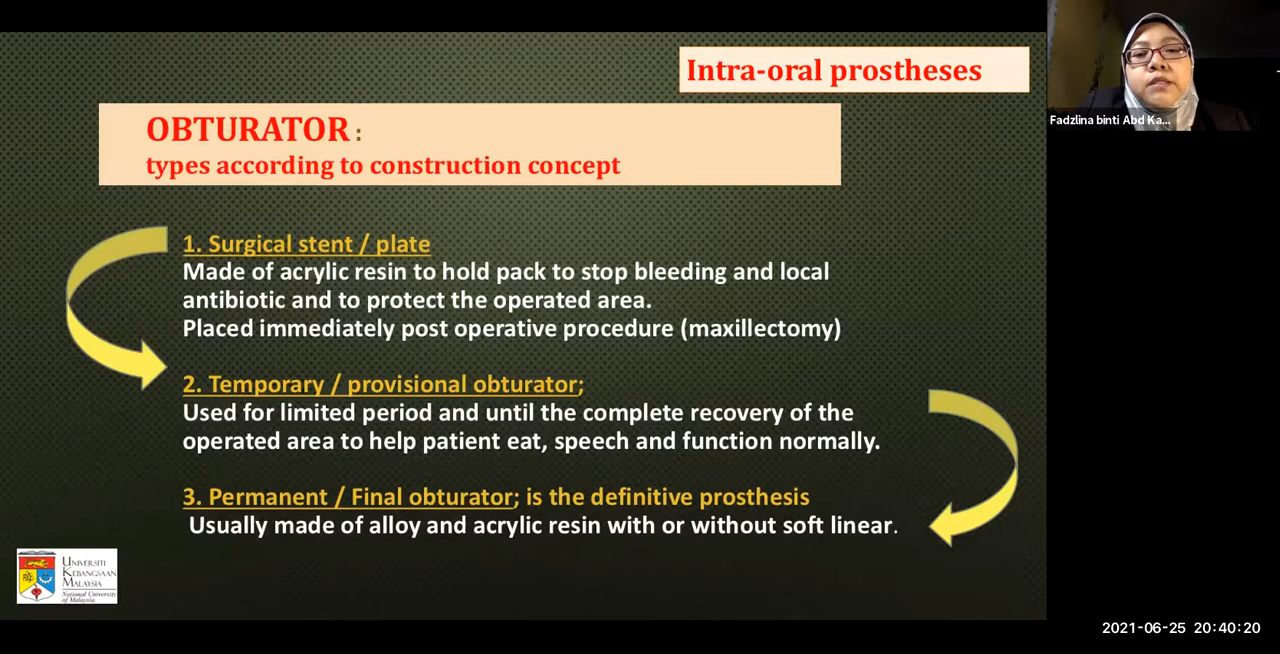 Intra-oral prostheses
OBTURATOR :
types according to construction concept
Fadzlina binti Abd Ka...
1. Surgical stent / plate
Made of acrylic resin to hold pack to stop bleeding and local
antibiotic and to protect the operated area.
Placed immediately post operative procedure (maxillectomy)
2. Temporary / provisional obturator;
Used for limited period and until the complete recovery of the
operated area to help patient eat, speech and function normally.
3. Permanent / Final obturator; is the definitive prosthesis
Usually made of alloy and acrylic resin with or without soft linear.
UNIVERSITI
KEBANGSAAN
MALAYSIA
National University
of Malaysia
2021-06-25 20:40:20